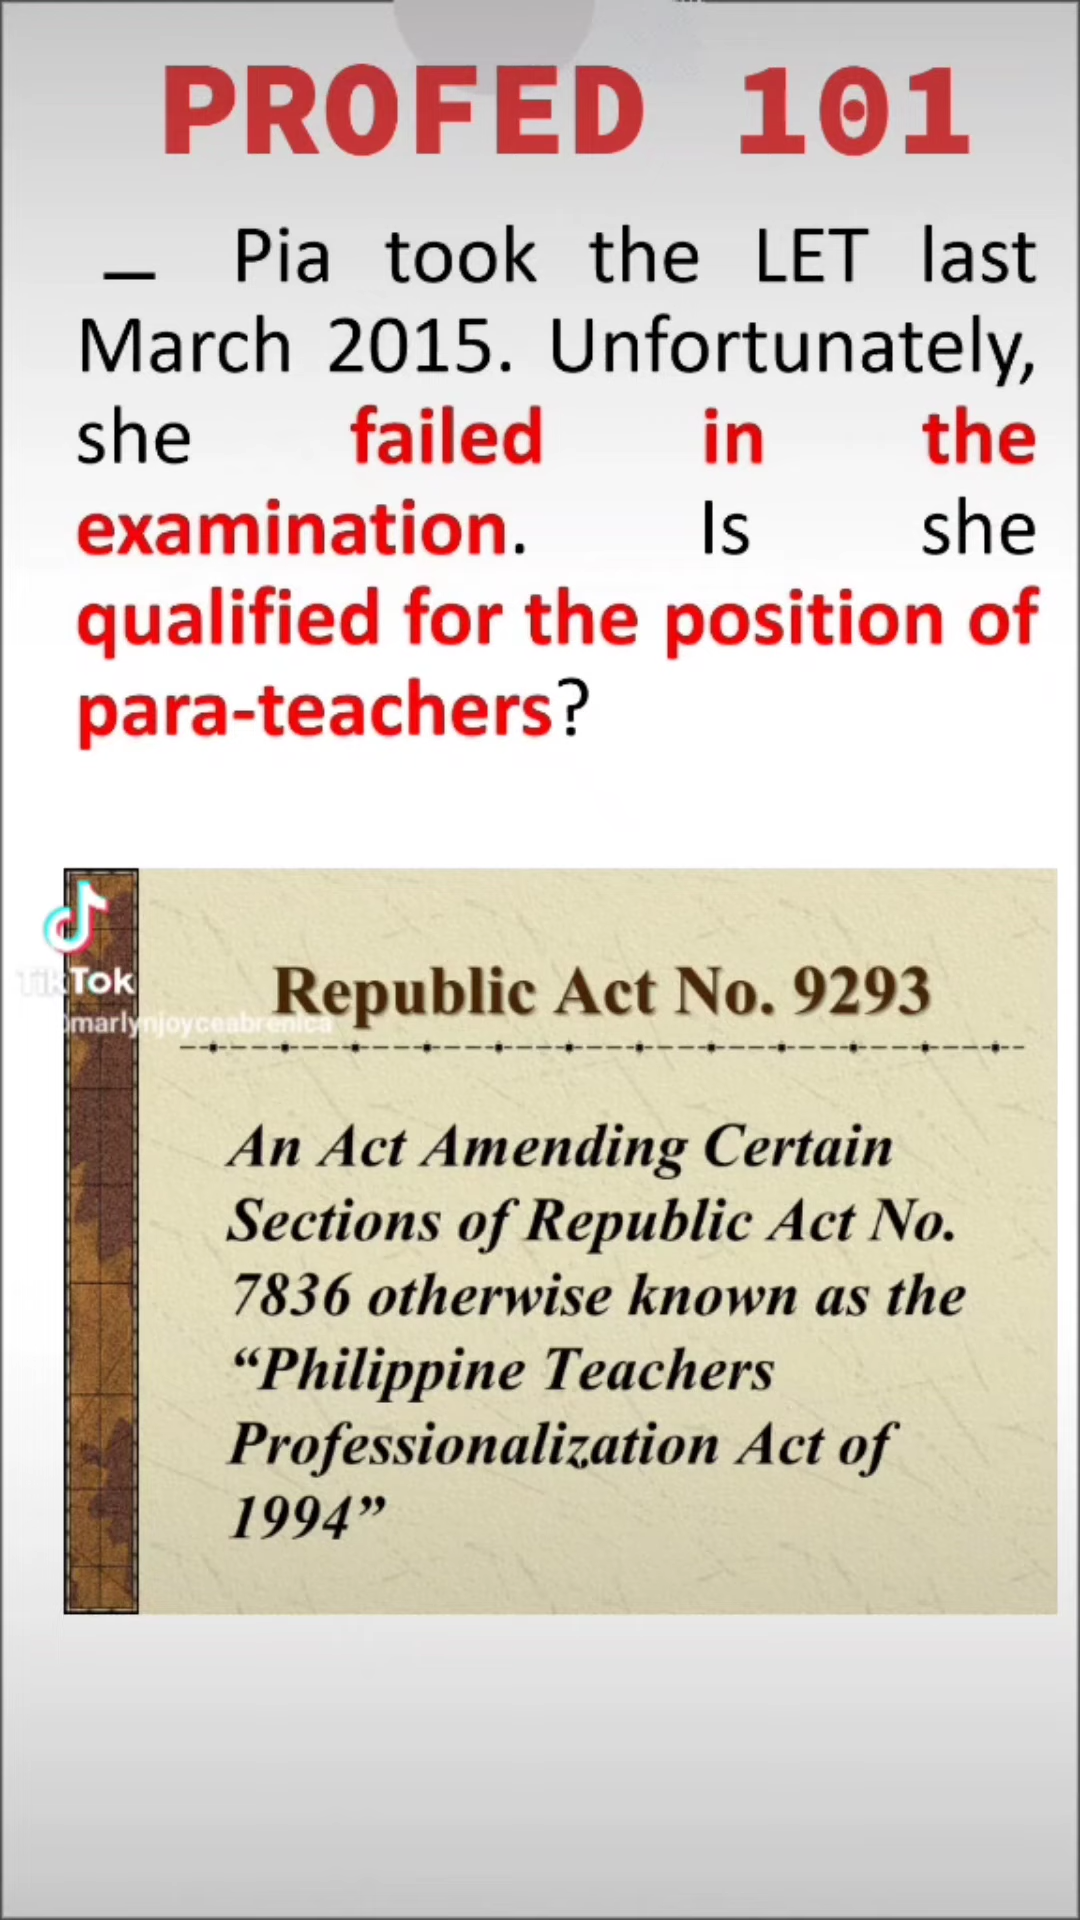 PROFED 101
_ Pia took the LET last
March 2015. Unfortunately,
she failed in the
examination. Is she
qualified for the position of
para-teachers?
TikTok
Republic Act No. 9293
marlynjoyceabrenica
An Act Amending Certain
Sections of Republic Act No.
7836 otherwise known as the
“Philippine Teachers
Professionalization Act of
1994”